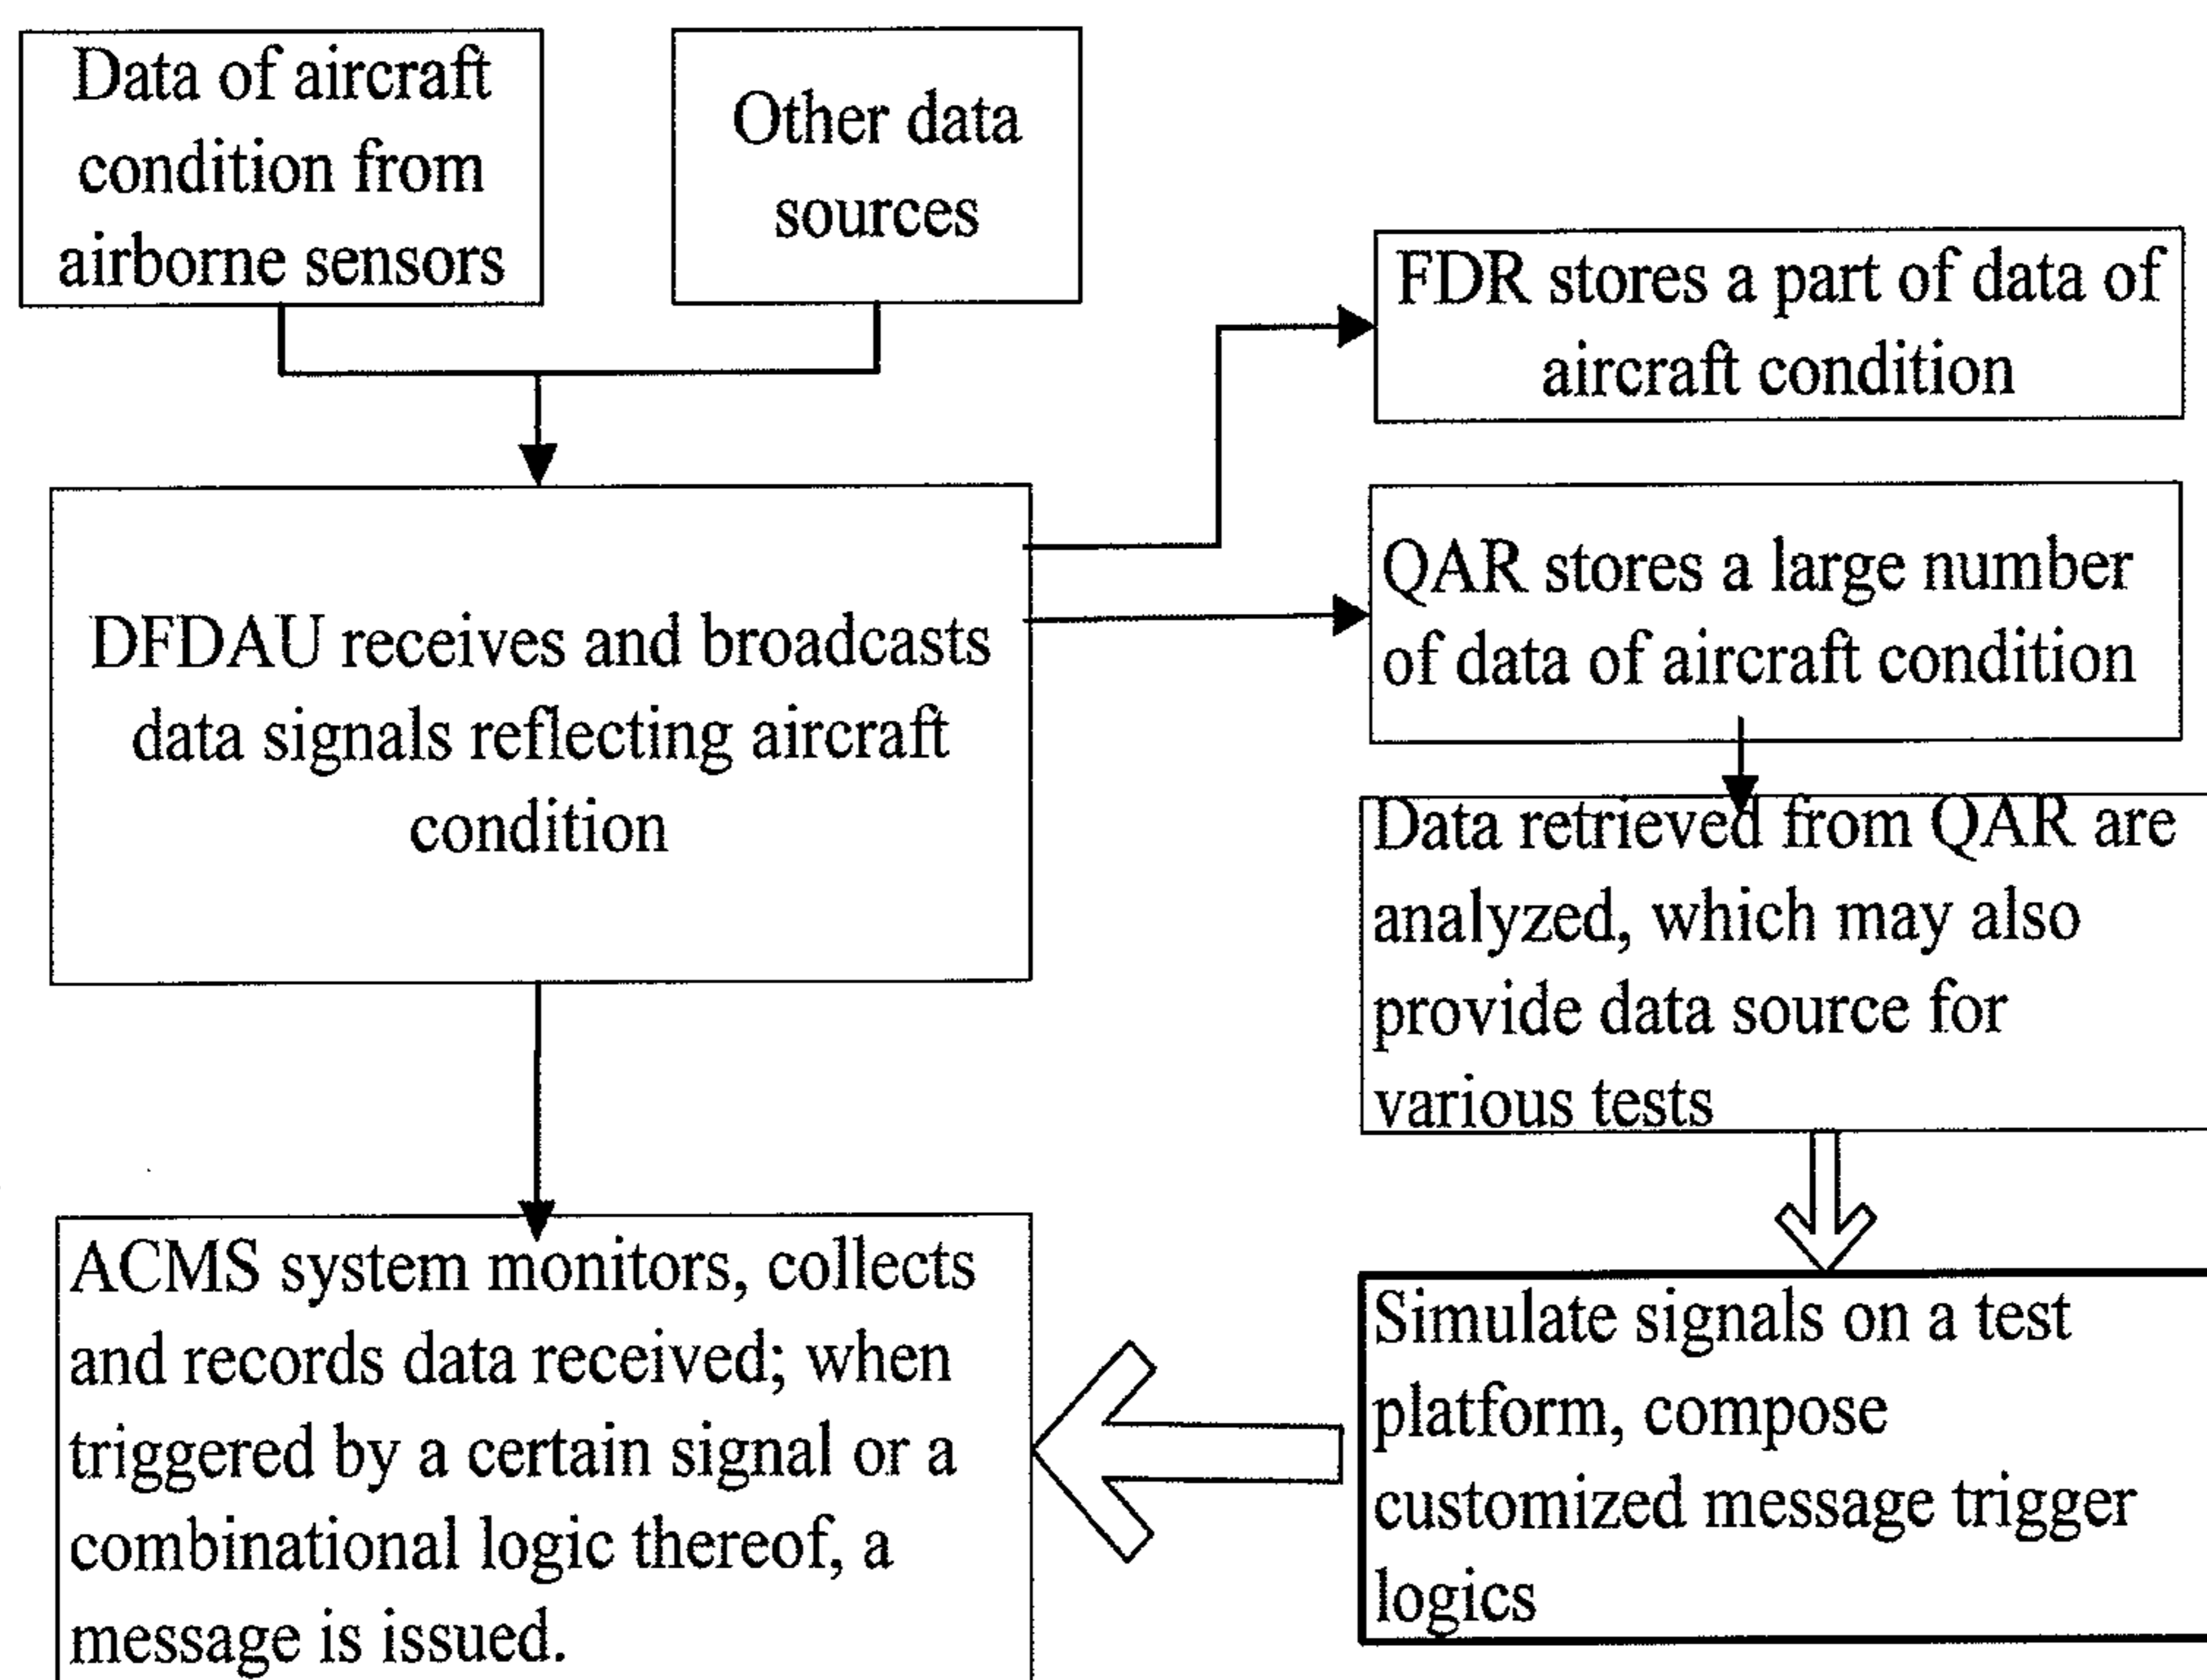 Data of aircraft
condition from
airborne sensors
Other data
sources
FDR stores a part of data of
aircraft condition
DFDAU receives and broadcasts
data signals reflecting aircraft
condition
QAR stores a large number
of data of aircraft condition
Data retrieved from QAR are
analyzed, which may also
provide data source for
various tests
ACMS system monitors, collects
and records data received; when
triggered by a certain signal or a
combinational logic thereof, a
message is issued.
Simulate signals on a test
platform, compose
customized message trigger
logics